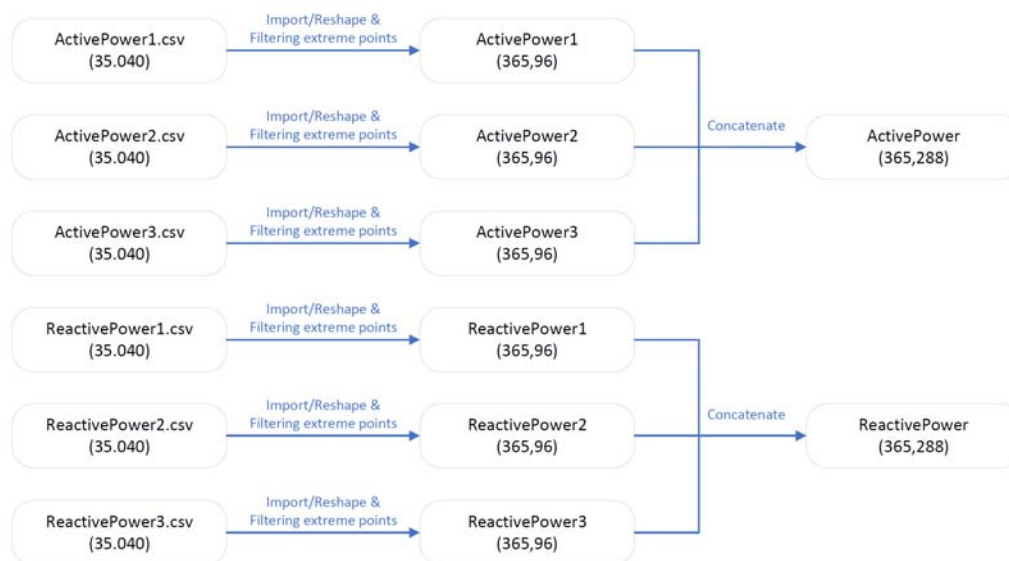 Import/Reshape &
Filtering extreme points
ActivePower1.csv
(35.040)
ActivePower1
(365,96)
Import/Reshape &
Filtering extreme points
ActivePower2.csv
(35.040)
ActivePower2
(365,96)
Concatenate
ActivePower
(365,288)
Import/Reshape &
Filtering extreme points
ActivePower3.csv
(35.040)
ActivePower3
(365,96)
Import/Reshape &
Filtering extreme points
ReactivePower1.csv
(35.040)
ReactivePower1
(365,96)
Import/Reshape &
Filtering extreme points
ReactivePower2.csv
(35.040)
ReactivePower2
(365,96)
Concatenate
ReactivePower
(365,288)
Import/Reshape &
Filtering extreme points
ReactivePower3.csv
(35.040)
ReactivePower3
(365,96)